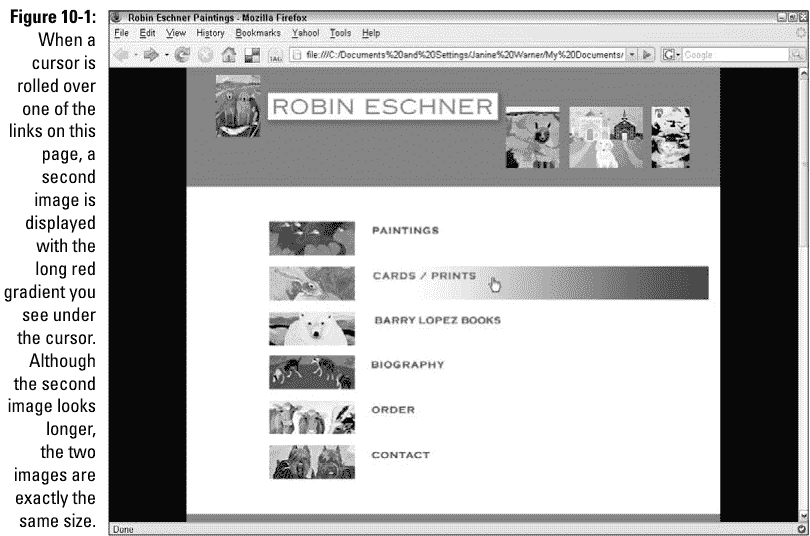 Figure 10-1:
When a
cursor is
rolled over
one of the
links on this
page, a
second
image is
displayed
with the
long red
gradient you
see under
the cursor.
Although
the second
image looks
longer,
the two
images are
exactly the
same size.
Robin Eschner Paintings - Mozilla Firefox
File Edit View History Bookmarks Yahoo Tools Help
TAG file:///C:/Documents%20and%20Settings/Janine%20Warner/My%20Documents/ G Google
ROBIN ESCHNER
PAINTINGS
CARDS / PRINTS
BARRY LOPEZ BOOKS
BIOGRAPHY
ORDER
CONTACT
Done